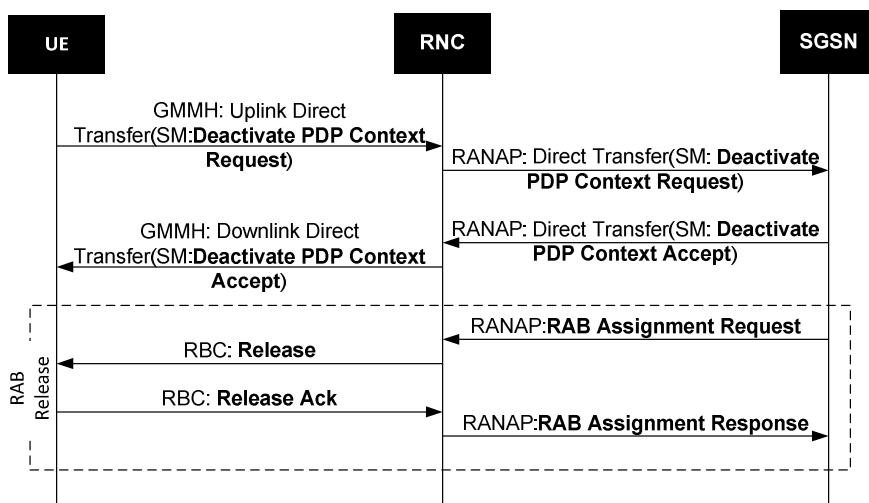 UE
RNC
SGSN
GMMH: Uplink Direct
Transfer(SM:Deactivate PDP Context
Request)
RANAP: Direct Transfer(SM: Deactivate
PDP Context Request)
GMMH: Downlink Direct
Transfer(SM:Deactivate PDP Context
Accept)
RANAP: Direct Transfer(SM: Deactivate
PDP Context Accept)
RAB
Release
RANAP:RAB Assignment Request
RBC: Release
RBC: Release Ack
RANAP:RAB Assignment Response